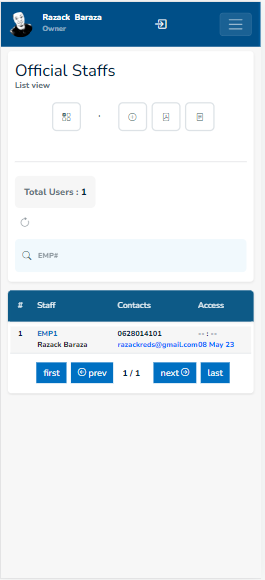 Razack Baraza
Owner
Official Staffs
List view
Total Users : 1
EMP#
# Staff Contacts Access
1 EMP1 0628014101 -- : --
Razack Baraza razackreds@gmail.com 08 May 23
first prev 1 / 1 next last